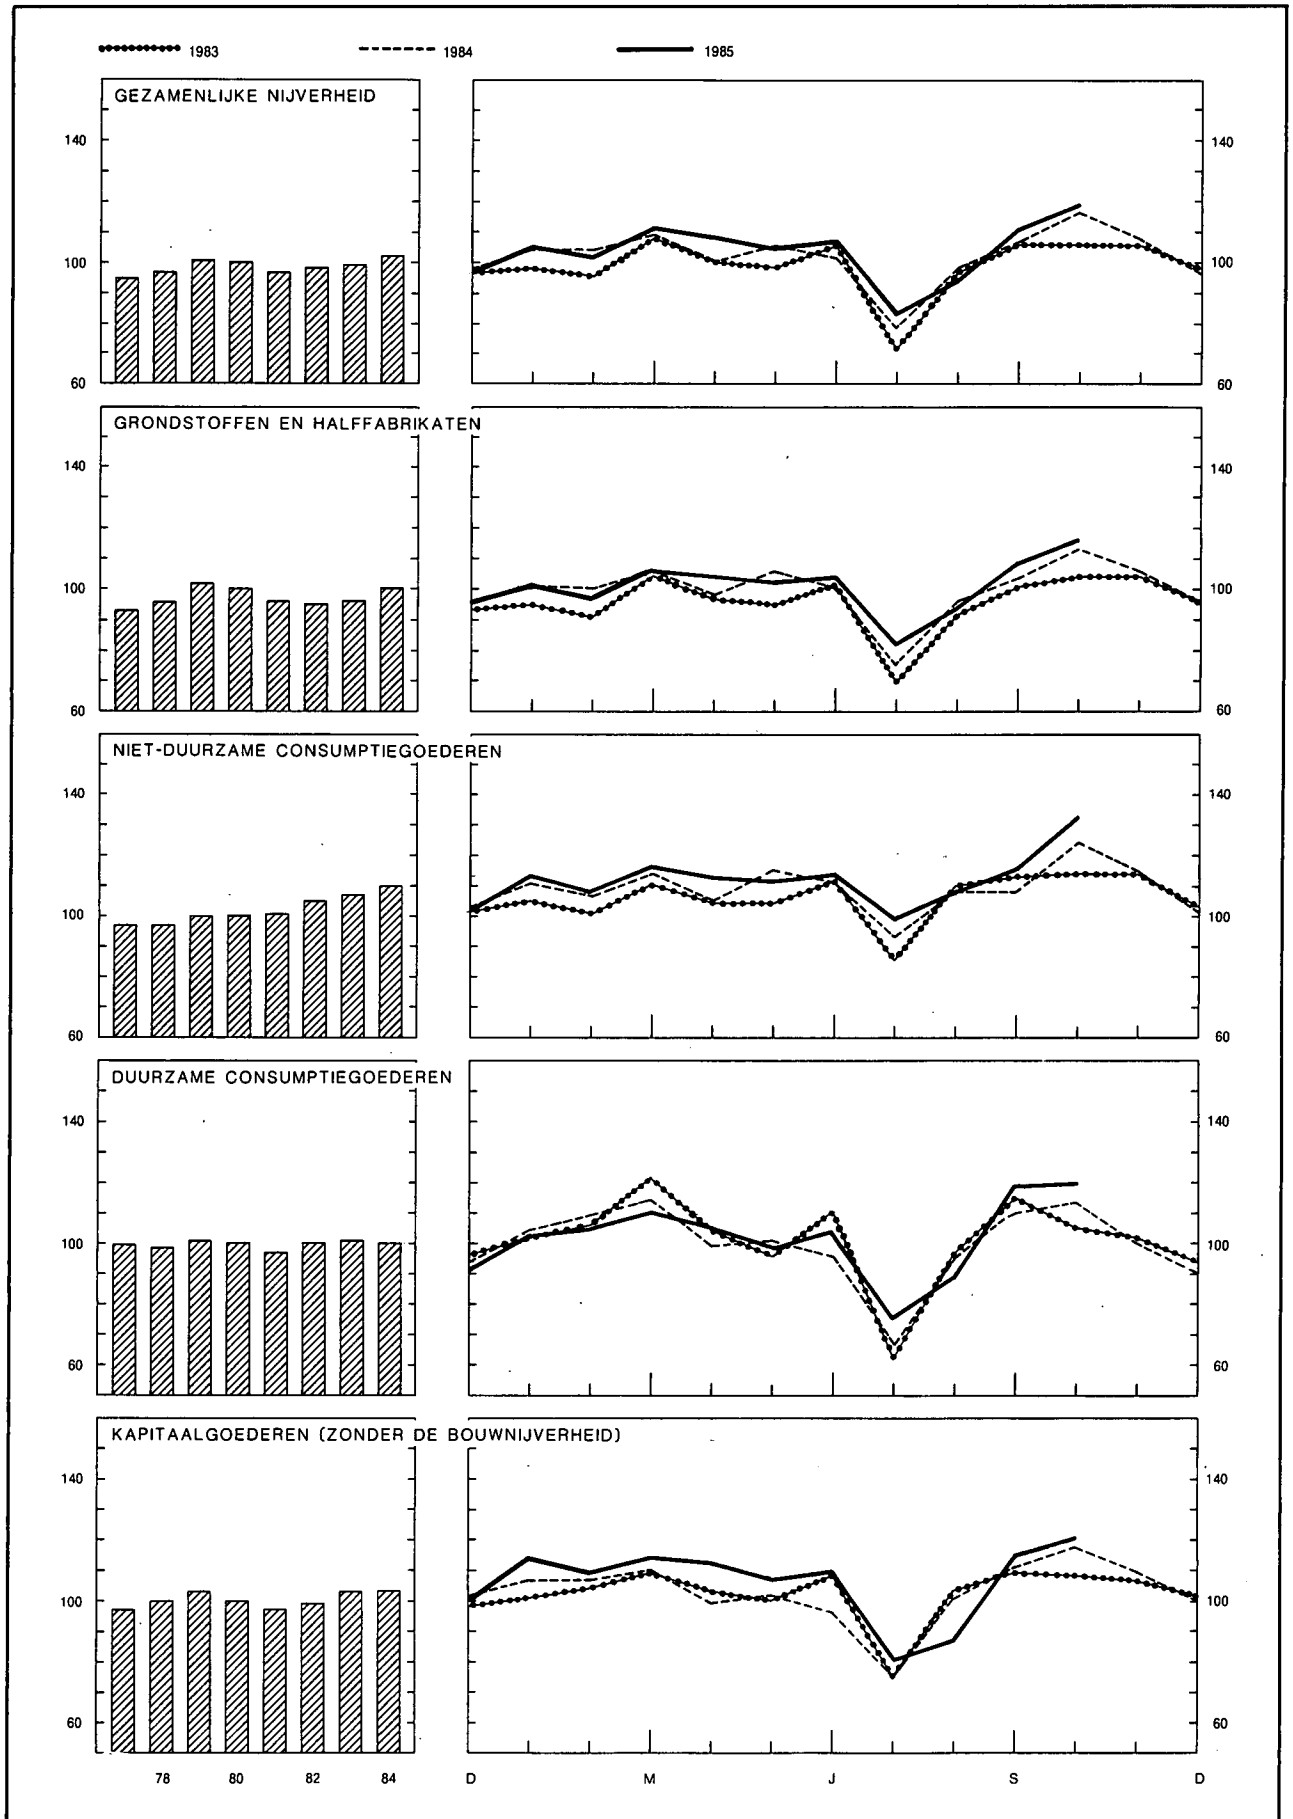 1983 1984 1985
GEZAMENLIJKE NIJVERHEID
140 140
100 100
60 60
GRONDSTOFFEN EN HALFFABRIKATEN
140 140
100 100
60 60
NIET-DUURZAME CONSUMPTIEGOEDEREN
140 140
100 100
60 60
DUURZAME CONSUMPTIEGOEDEREN
140 140
100 100
60 60
KAPITAALGOEDEREN (ZONDER DE BOUWNIJVERHEID)
140 140
100 100
60 60
78 80 82 84 D M J S D